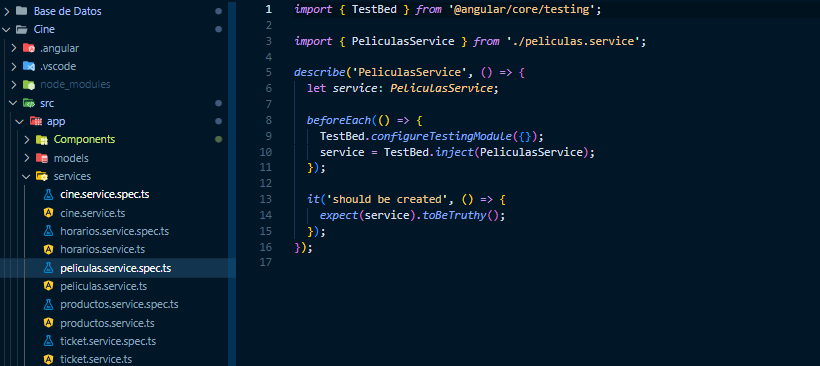 Base de Datos
Cine
.angular
.vscode
node_modules
src
app
Components
models
services
cine.service.spec.ts
cine.service.ts
horarios.service.spec.ts
horarios.service.ts
peliculas.service.spec.ts
peliculas.service.ts
productos.service.spec.ts
productos.service.ts
ticket.service.spec.ts
ticket.service.ts
1 import { TestBed } from '@angular/core/testing';
2
3 import { PeliculasService } from './peliculas.service';
4
5 describe('PeliculasService', () => {
6   let service: PeliculasService;
7
8   beforeEach(() => {
9     TestBed.configureTestingModule({});
10     service = TestBed.inject(PeliculasService);
11   });
12
13   it('should be created', () => {
14     expect(service).toBeTruthy();
15   });
16 });
17